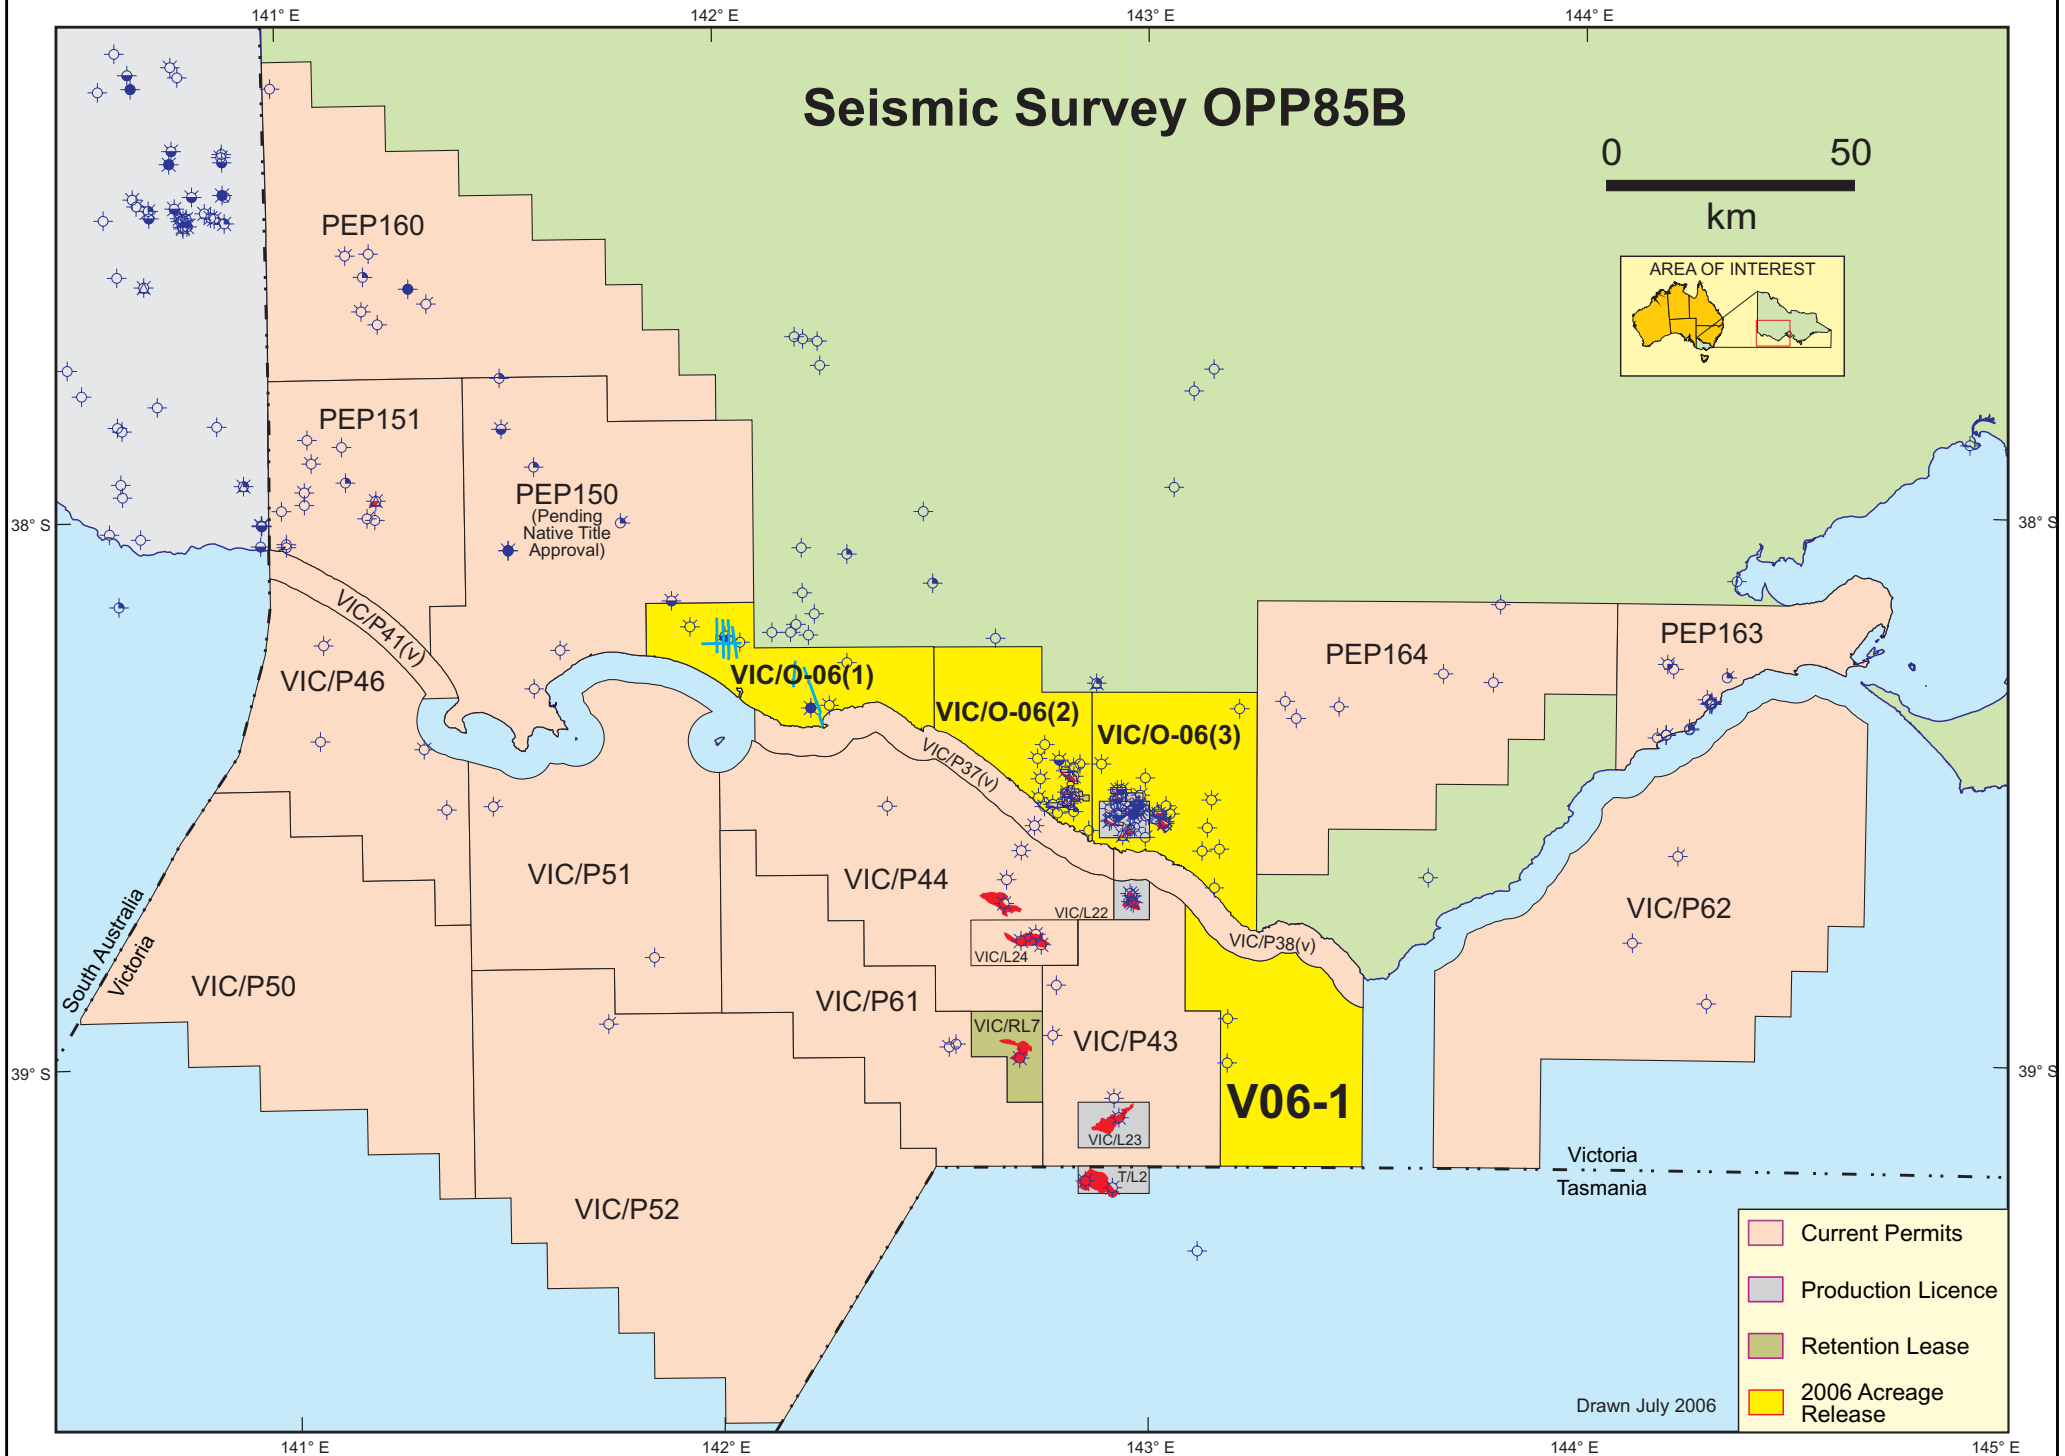 141° E
142° E
143° E
144° E
Seismic Survey OPP85B
0
50
km
AREA OF INTEREST
PEP160
PEP151
PEP150
(Pending
Native Title
Approval)
38° S
38° S
VIC/P41(v)
VIC/P46
VIC/O-06(1)
VIC/O-06(2)
VIC/O-06(3)
PEP164
PEP163
VIC/P37(v)
VIC/P51
VIC/P44
VIC/L22
VIC/P62
VIC/P38(v)
VIC/L24
South Australia
Victoria
VIC/P50
VIC/P61
VIC/RL7
VIC/P43
39° S
39° S
V06-1
VIC/L23
T/L2
Victoria
Tasmania
VIC/P52
Current Permits
Production Licence
Retention Lease
2006 Acreage
Release
Drawn July 2006
141° E
142° E
143° E
144° E
145° E